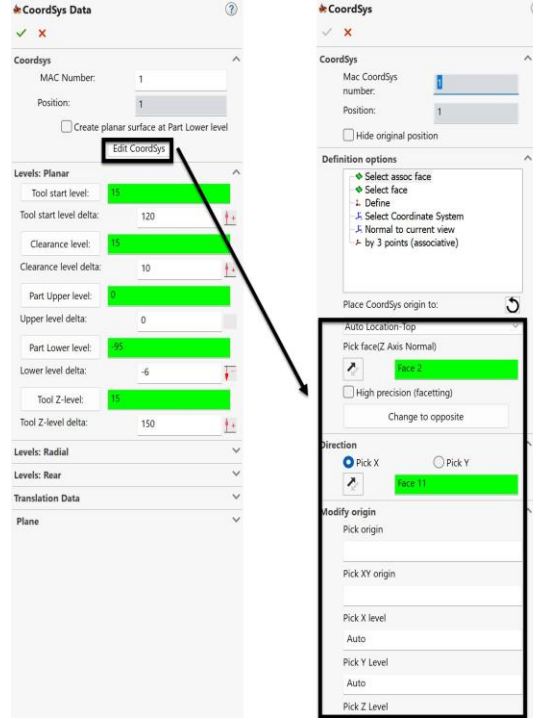 CoordSys Data
Coordsys
MAC Number: 1
Position: 1
Create planar surface at Part Lower level
Edit CoordSys
Levels: Planar
Tool start level: 15
Tool start level delta: 120
Clearance level: 15
Clearance level delta: 10
Part Upper level: 0
Upper level delta: 0
Part Lower level: -95
Lower level delta: -6
Tool Z-level: 15
Tool Z-level delta: 150
Levels: Radial
Levels: Rear
Translation Data
Plane
CoordSys
CoordSys
Mac CoordSys
number: 1
Position: 1
Hide original position
Definition options
Select assoc face
Select face
Define
Select Coordinate System
Normal to current view
by 3 points (associative)
Place CoordSys origin to:
Auto Location-Top
Pick face(Z Axis Normal)
Face 2
High precision (facetting)
Change to opposite
Direction
Pick X Pick Y
Face 11
Modify origin
Pick origin
Pick XY origin
Pick X level
Auto
Pick Y Level
Auto
Pick Z Level